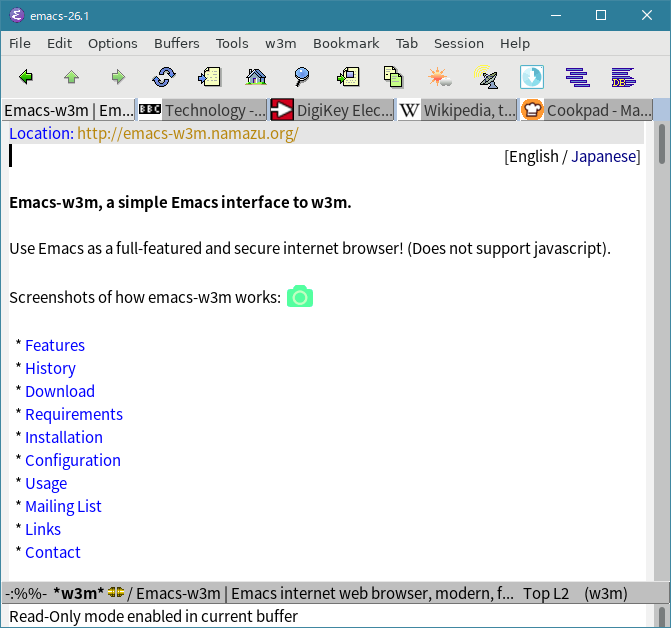 emacs-26.1
File Edit Options Buffers Tools w3m Bookmark Tab Session Help
DB
Emacs-w3m | Em... BBC Technology -... DigiKey Elec... W Wikipedia, t... Cookpad - Ma...
Location: http://emacs-w3m.namazu.org/
[English / Japanese]
Emacs-w3m, a simple Emacs interface to w3m.
Use Emacs as a full-featured and secure internet browser! (Does not support javascript).
Screenshots of how emacs-w3m works:
* Features
* History
* Download
* Requirements
* Installation
* Configuration
* Usage
* Mailing List
* Links
* Contact
-:%%- *w3m* / Emacs-w3m | Emacs internet web browser, modern, f... Top L2 (w3m)
Read-Only mode enabled in current buffer